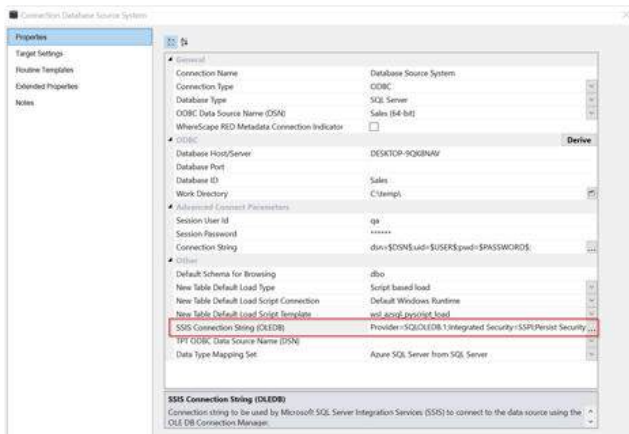 Connection Database Source System
Properties
Target Settings
Routine Templates
Extended Properties
Notes
General
Connection Name Database Source System
Connection Type ODBC
Database Type SQL Server
ODBC Data Source Name (DSN) Sales (64-bit)
WhereScape RED Metadata Connection Indicator
ODBC Derive
Database Host/Server DESKTOP-9QK8NAV
Database Port
Database ID Sales
Work Directory C:\temp\
Advanced Connect Parameters
Session User Id qa
Session Password ******
Connection String dsn=$DSN$;uid=$USER$;pwd=$PASSWORD$;
Other
Default Schema for Browsing dbo
New Table Default Load Type Script based load
New Table Default Load Script Connection Default Windows Runtime
New Table Default Load Script Template wsl_azsql_pyscript_load
SSIS Connection String (OLEDB) Provider=SQLOLEDB.1;Integrated Security=SSPI;Persist Security ...
TPT ODBC Data Source Name (DSN)
Data Type Mapping Set Azure SQL Server from SQL Server
SSIS Connection String (OLEDB)
Connection string to be used by Microsoft SQL Server Integration Services (SSIS) to connect to the data source using the
OLE DB Connection Manager.